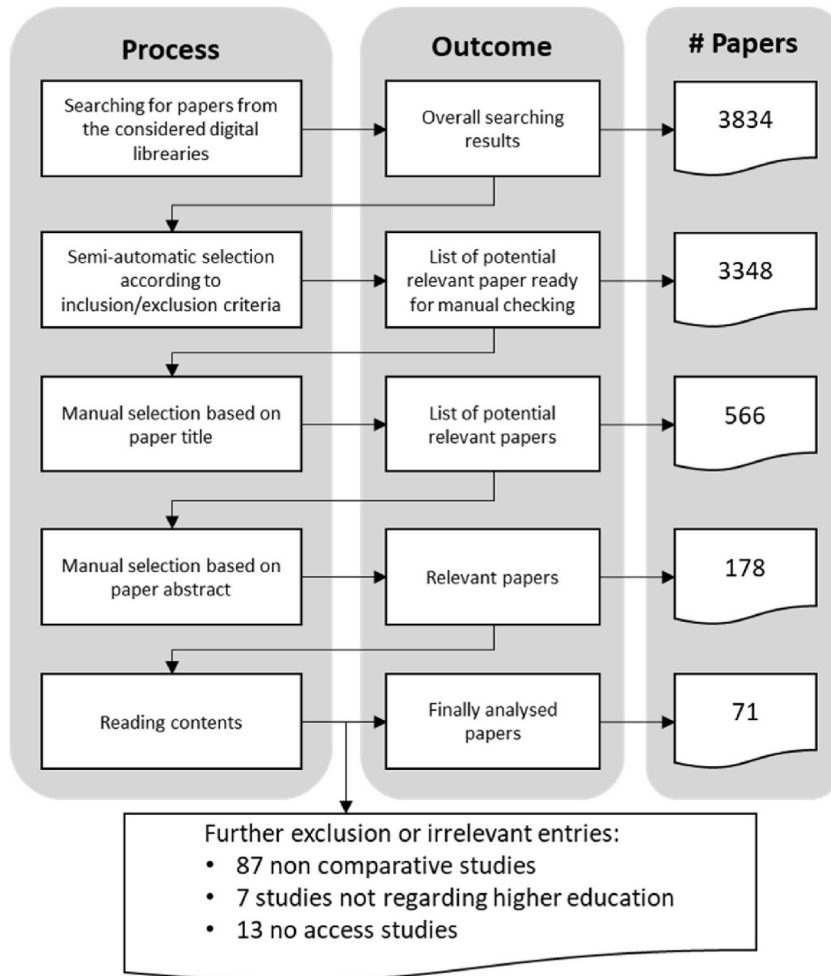 Process
Outcome
# Papers
Searching for papers from
the considered digital
librearies
Overall searching
results
3834
Semi-automatic selection
according to
inclusion/exclusion criteria
List of potential
relevant paper ready
for manual checking
3348
Manual selection based on
paper title
List of potential
relevant papers
566
Manual selection based on
paper abstract
Relevant papers
178
Reading contents
Finally analysed
papers
71
Further exclusion or irrelevant entries:
• 87 non comparative studies
• 7 studies not regarding higher education
• 13 no access studies